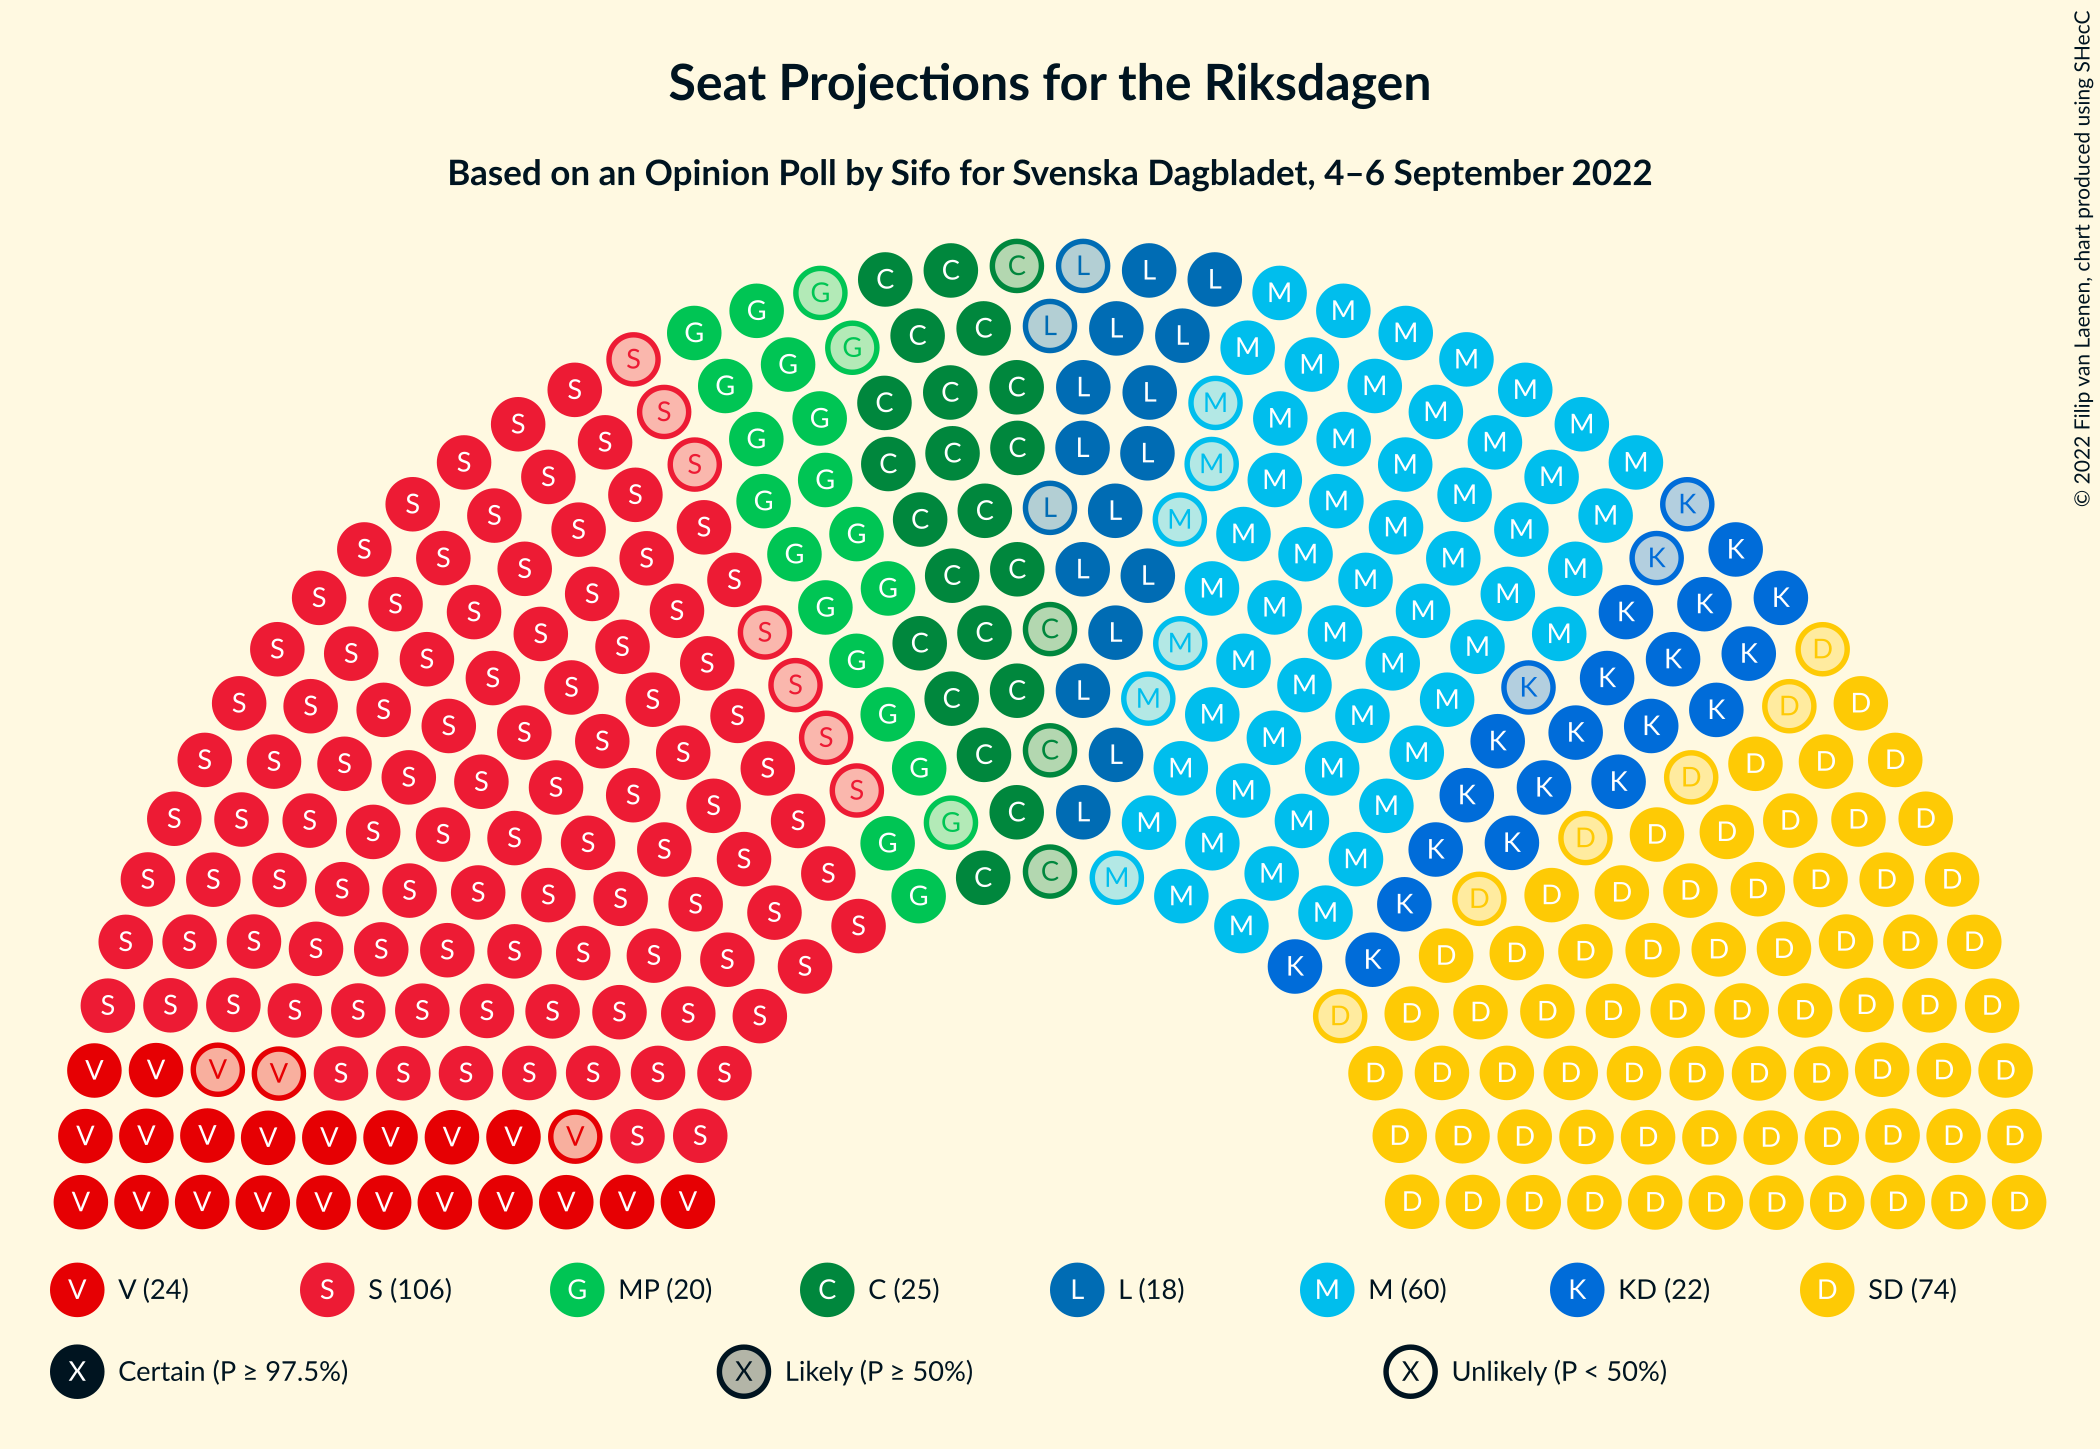 Seat Projections for the Riksdagen
Based on an Opinion Poll by Sifo for Svenska Dagbladet, 4–6 September 2022
© 2022 Filip van Laenen, chart produced using SHecC
V V (24) S S (106) G MP (20) C C (25) L L (18) M M (60) K KD (22) D SD (74)
X Certain (P ≥ 97.5%) X Likely (P ≥ 50%) X Unlikely (P < 50%)